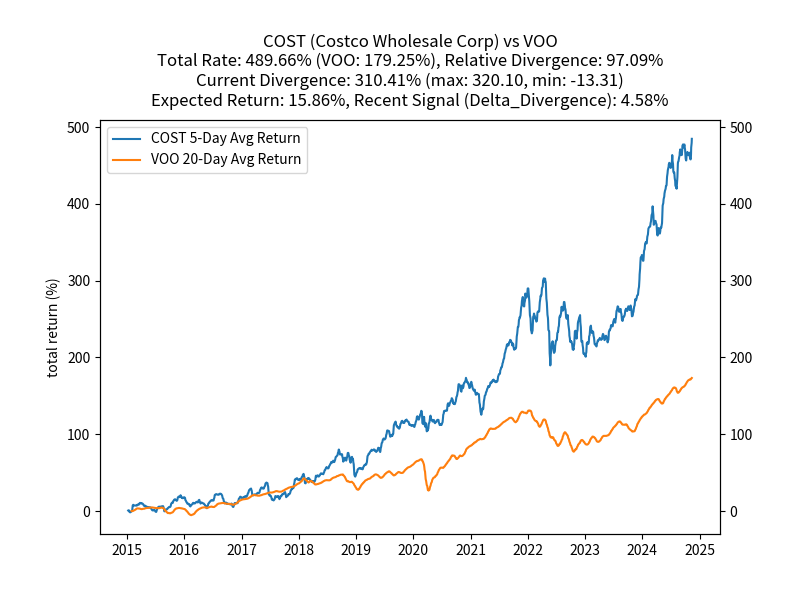 COST (Costco Wholesale Corp) vs VOO
Total Rate: 489.66% (VOO: 179.25%), Relative Divergence: 97.09%
Current Divergence: 310.41% (max: 320.10, min: -13.31)
Expected Return: 15.86%, Recent Signal (Delta_Divergence): 4.58%
COST 5-Day Avg Return
VOO 20-Day Avg Return
total return (%)
500
400
300
200
100
0
500
400
300
200
100
0
2015 2016 2017 2018 2019 2020 2021 2022 2023 2024 2025